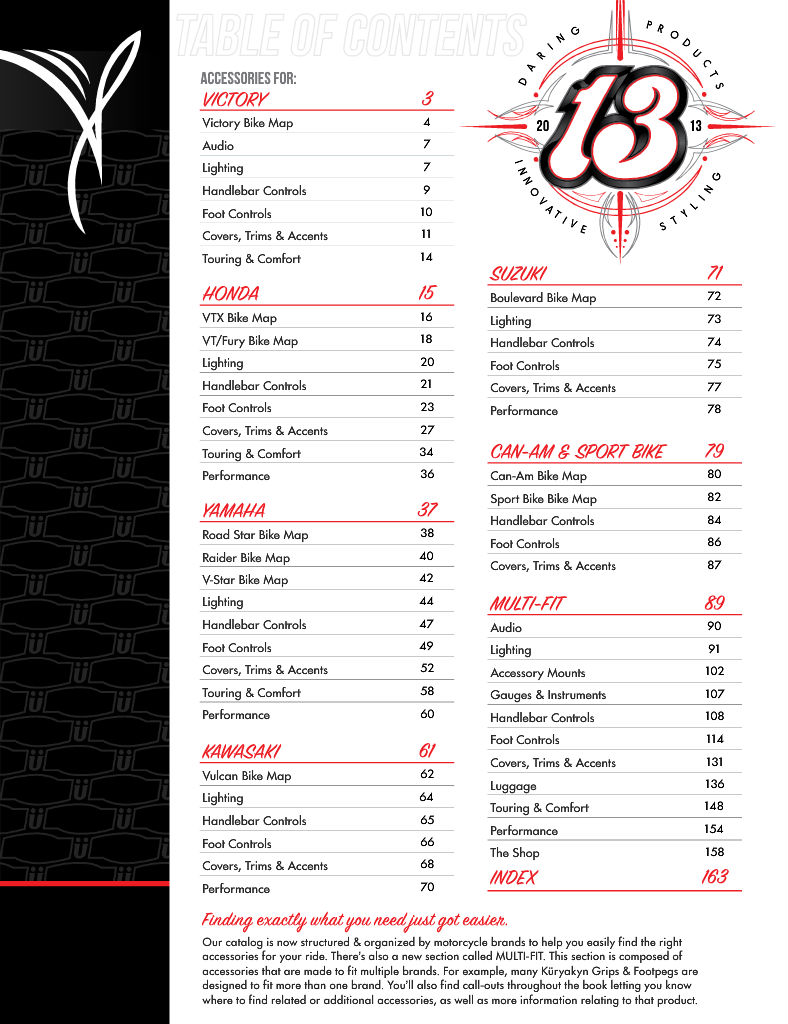 TABLE OF CONTENTS
ACCESSORIES FOR:
VICTORY 3
Victory Bike Map 4
Audio 7
Lighting 7
Handlebar Controls 9
Foot Controls 10
Covers, Trims & Accents 11
Touring & Comfort 14
HONDA 15
VTX Bike Map 16
VT/Fury Bike Map 18
Lighting 20
Handlebar Controls 21
Foot Controls 23
Covers, Trims & Accents 27
Touring & Comfort 34
Performance 36
YAMAHA 37
Road Star Bike Map 38
Raider Bike Map 40
V-Star Bike Map 42
Lighting 44
Handlebar Controls 47
Foot Controls 49
Covers, Trims & Accents 52
Touring & Comfort 58
Performance 60
KAWASAKI 61
Vulcan Bike Map 62
Lighting 64
Handlebar Controls 65
Foot Controls 66
Covers, Trims & Accents 68
Performance 70
DARING PRODUCTS
20 13 13
INNOVATIVE STYLING
SUZUKI 71
Boulevard Bike Map 72
Lighting 73
Handlebar Controls 74
Foot Controls 75
Covers, Trims & Accents 77
Performance 78
CAN-AM & SPORT BIKE 79
Can-Am Bike Map 80
Sport Bike Bike Map 82
Handlebar Controls 84
Foot Controls 86
Covers, Trims & Accents 87
MULTI-FIT 89
Audio 90
Lighting 91
Accessory Mounts 102
Gauges & Instruments 107
Handlebar Controls 108
Foot Controls 114
Covers, Trims & Accents 131
Luggage 136
Touring & Comfort 148
Performance 154
The Shop 158
INDEX 163
Finding exactly what you need just got easier.
Our catalog is now structured & organized by motorcycle brands to help you easily find the right
accessories for your ride. There's also a new section called MULTI-FIT. This section is composed of
accessories that are made to fit multiple brands. For example, many Küryakyn Grips & Footpegs are
designed to fit more than one brand. You'll also find call-outs throughout the book letting you know
where to find related or additional accessories, as well as more information relating to that product.